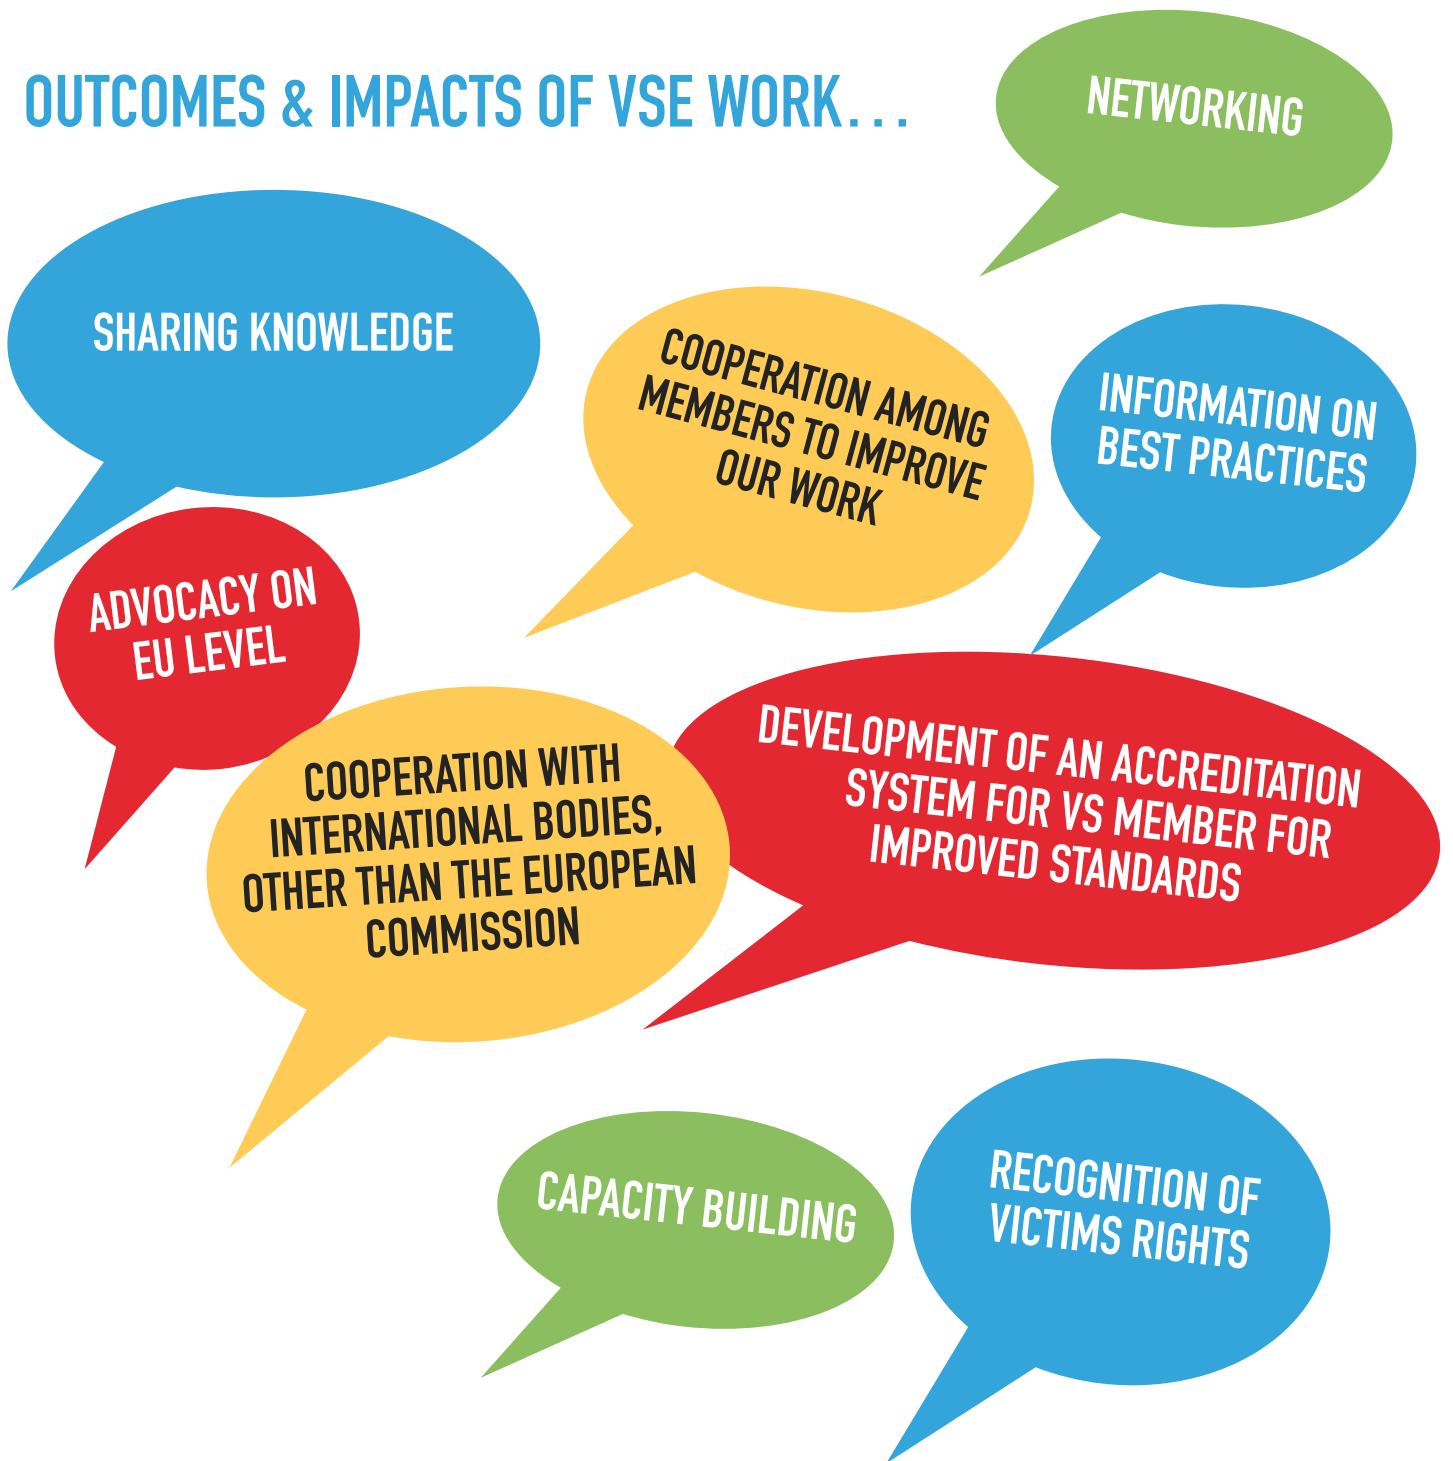 OUTCOMES & IMPACTS OF VSE WORK...
NETWORKING
SHARING KNOWLEDGE
COOPERATION AMONG
MEMBERS TO IMPROVE
OUR WORK
INFORMATION ON
BEST PRACTICES
ADVOCACY ON
EU LEVEL
COOPERATION WITH
INTERNATIONAL BODIES,
OTHER THAN THE EUROPEAN
COMMISSION
DEVELOPMENT OF AN ACCREDITATION
SYSTEM FOR VS MEMBER FOR
IMPROVED STANDARDS
CAPACITY BUILDING
RECOGNITION OF
VICTIMS RIGHTS